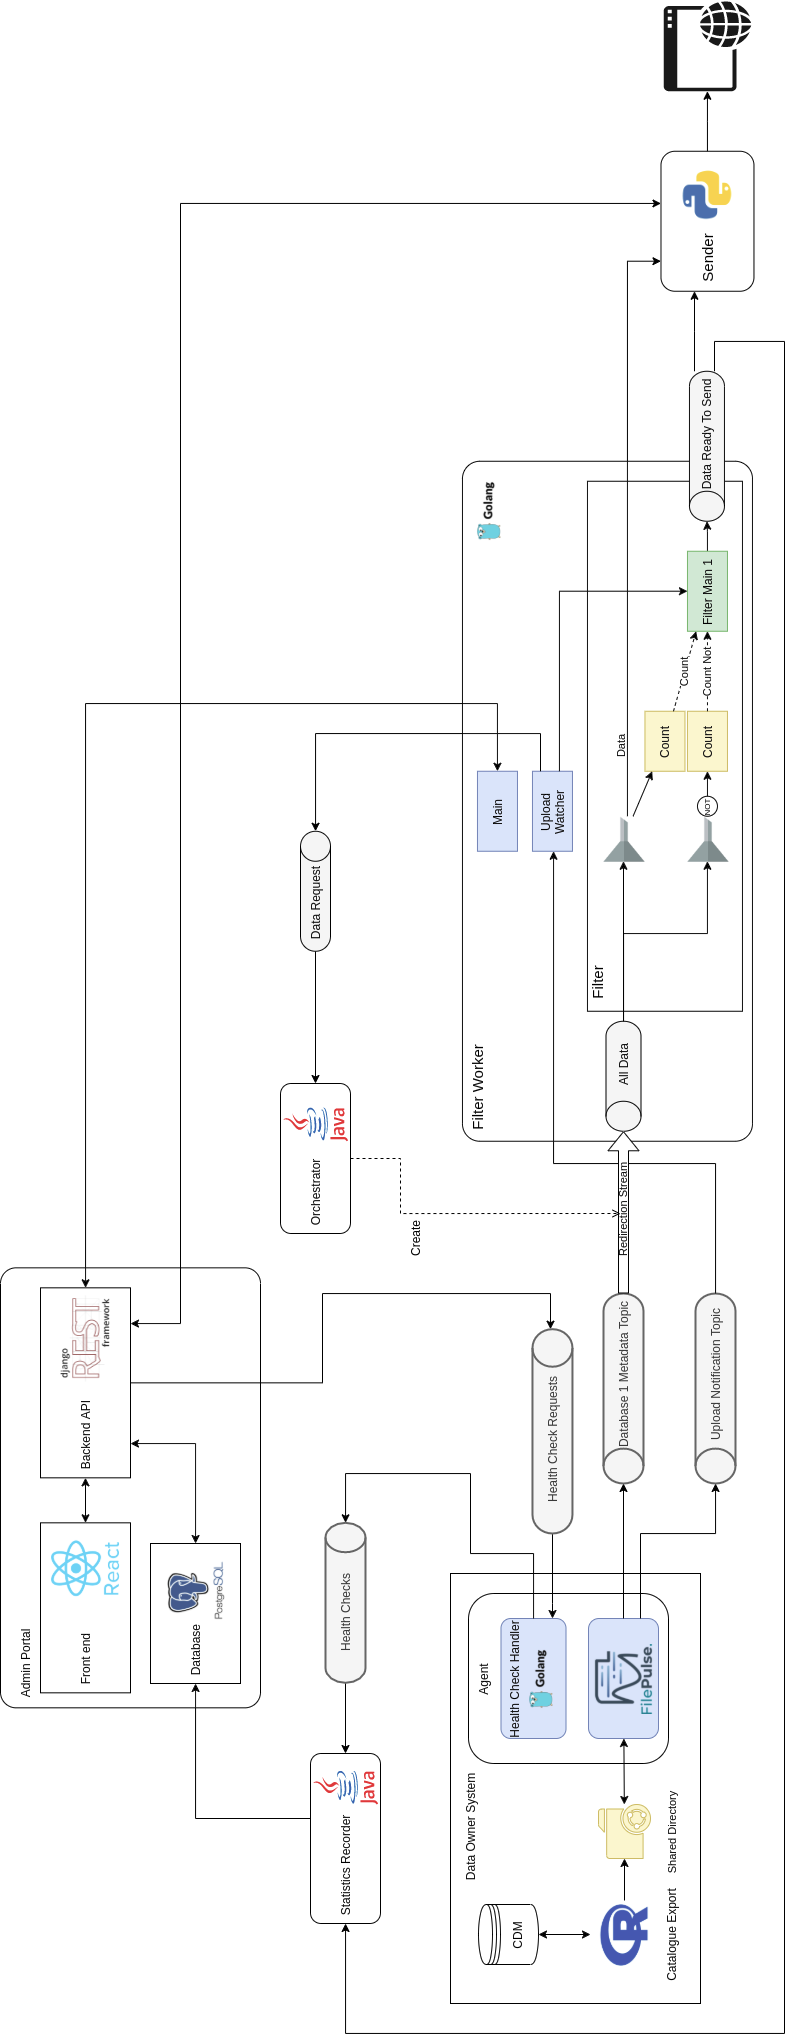 Admin Portal
Front end
React
Backend API
django
REST
framework
Database
PostgreSQL
Statistics Recorder
Java
Health Checks
Orchestrator
Java
Data Request
Create
Data Owner System
CDM
Catalogue Export
R
Shared Directory
Agent
Health Check Handler
Golang
FilePulse.
Health Check Requests
Database 1 Metadata Topic
Upload Notification Topic
Redirection Stream
Filter Worker
Golang
Main
Upload
Watcher
All Data
Filter
NOT
Data
Count
Count
Count
Count Not
Filter Main 1
Data Ready To Send
Sender